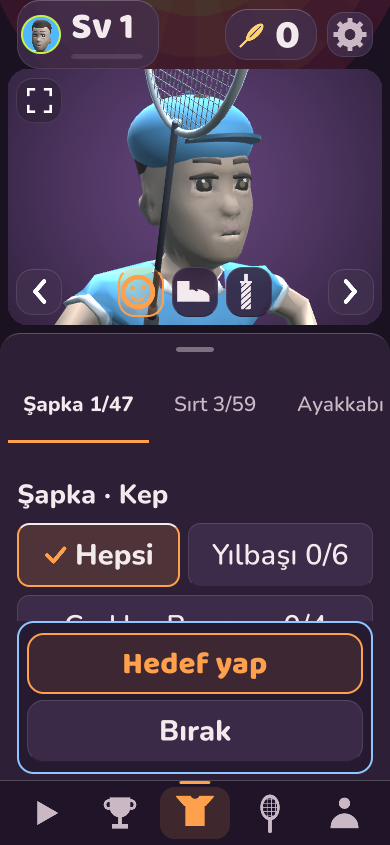 Sv 1
0
Şapka 1/47
Sırt 3/59
Ayakkabı
Şapka · Kep
Hepsi
Yılbaşı 0/6
Hedef yap
Bırak